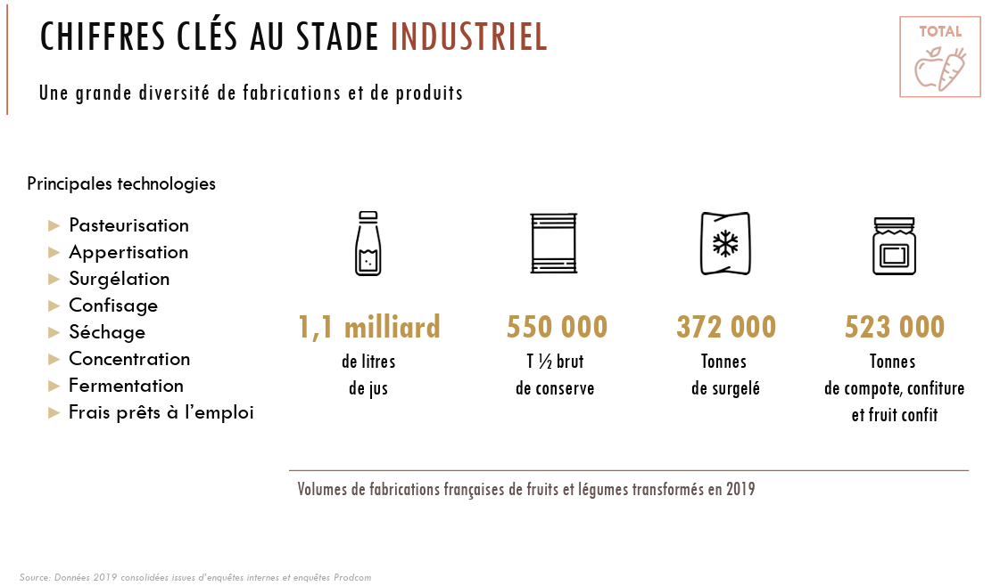 CHIFFRES CLÉS AU STADE INDUSTRIEL
TOTAL
Une grande diversité de fabrications et de produits
Principales technologies
► Pasteurisation
► Appertisation
► Surgélation
► Confisage
► Séchage
► Concentration
► Fermentation
► Frais prêts à l’emploi
1,1 milliard
de litres
de jus
550 000
T ½ brut
de conserve
372 000
Tonnes
de surgelé
523 000
Tonnes
de compote, confiture
et fruit confit
Volumes de fabrications françaises de fruits et légumes transformés en 2019
Source: Données 2019 consolidées issues d’enquêtes internes et enquêtes Prodcom